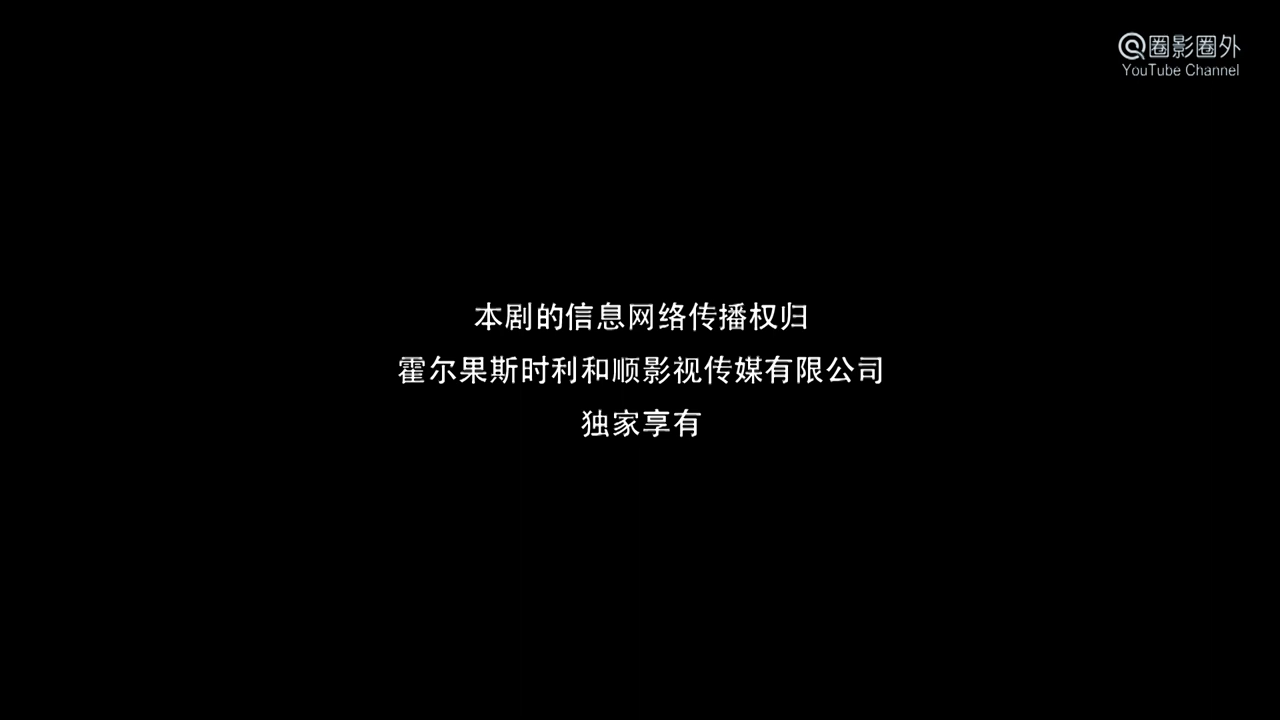 圈影圈外
YouTube Channel
本剧的信息网络传播权归
霍尔果斯时利和顺影视传媒有限公司
独家享有